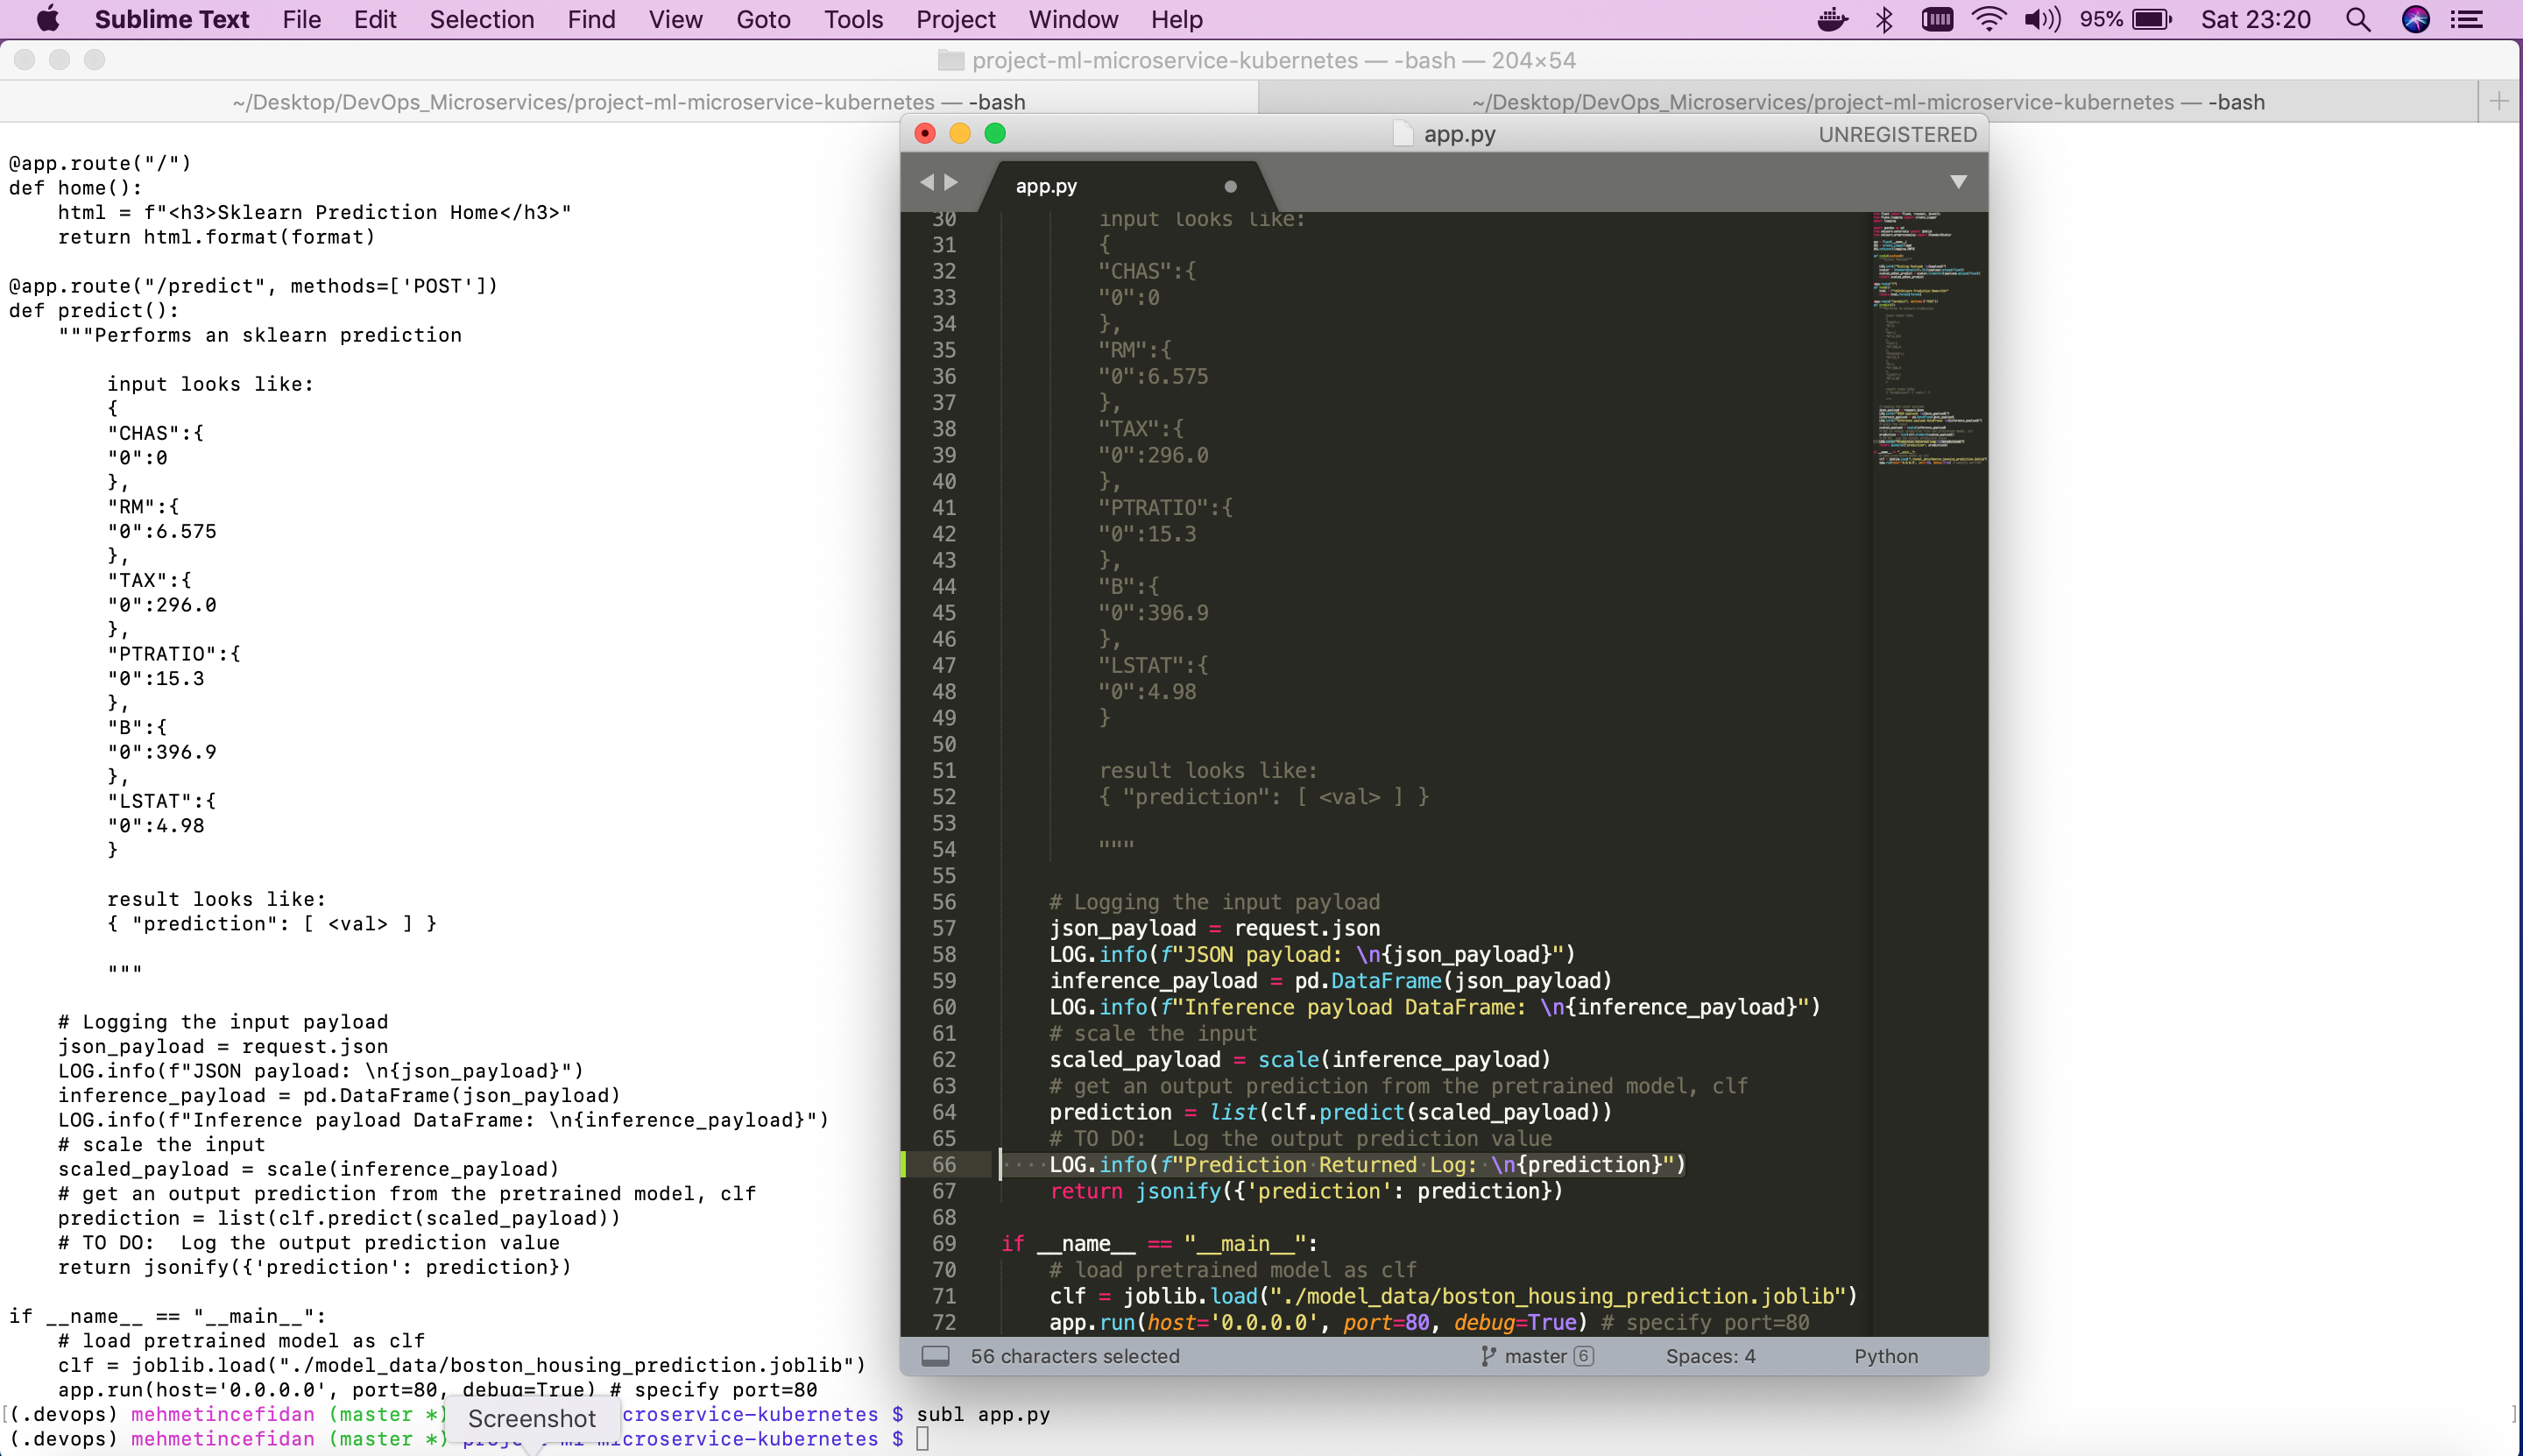 Sublime Text File Edit Selection Find View Goto Tools Project Window Help 95% Sat 23:20
project-ml-microservice-kubernetes — -bash — 204×54
~/Desktop/DevOps_Microservices/project-ml-microservice-kubernetes — -bash
~/Desktop/DevOps_Microservices/project-ml-microservice-kubernetes — -bash
@app.route("/")
def home():
    html = f"<h3>Sklearn Prediction Home</h3>"
    return html.format(format)
@app.route("/predict", methods=['POST'])
def predict():
    """Performs an sklearn prediction
        input looks like:
        {
        "CHAS":{
        "0":0
        },
        "RM":{
        "0":6.575
        },
        "TAX":{
        "0":296.0
        },
        "PTRATIO":{
        "0":15.3
        },
        "B":{
        "0":396.9
        },
        "LSTAT":{
        "0":4.98
        }
        result looks like:
        { "prediction": [ <val> ] }
        """
    # Logging the input payload
    json_payload = request.json
    LOG.info(f"JSON payload: \n{json_payload}")
    inference_payload = pd.DataFrame(json_payload)
    LOG.info(f"Inference payload DataFrame: \n{inference_payload}")
    # scale the input
    scaled_payload = scale(inference_payload)
    # get an output prediction from the pretrained model, clf
    prediction = list(clf.predict(scaled_payload))
    # TO DO:  Log the output prediction value
    return jsonify({'prediction': prediction})
if __name__ == "__main__":
    # load pretrained model as clf
    clf = joblib.load("./model_data/boston_housing_prediction.joblib")
    app.run(host='0.0.0.0', port=80, debug=True) # specify port=80
(.devops) mehmetincefidan (master *) croservice-kubernetes $ subl app.py
(.devops) mehmetincefidan (master *) project-ml-microservice-kubernetes $
Screenshot
app.py
UNREGISTERED
app.py
30 input looks like:
31 {
32 "CHAS":{
33 "0":0
34 },
35 "RM":{
36 "0":6.575
37 },
38 "TAX":{
39 "0":296.0
40 },
41 "PTRATIO":{
42 "0":15.3
43 },
44 "B":{
45 "0":396.9
46 },
47 "LSTAT":{
48 "0":4.98
49 }
50
51 result looks like:
52 { "prediction": [ <val> ] }
53
54 """
55
56 # Logging the input payload
57 json_payload = request.json
58 LOG.info(f"JSON payload: \n{json_payload}")
59 inference_payload = pd.DataFrame(json_payload)
60 LOG.info(f"Inference payload DataFrame: \n{inference_payload}")
61 # scale the input
62 scaled_payload = scale(inference_payload)
63 # get an output prediction from the pretrained model, clf
64 prediction = list(clf.predict(scaled_payload))
65 # TO DO:  Log the output prediction value
66 LOG.info(f"Prediction Returned Log: \n{prediction}")
67 return jsonify({'prediction': prediction})
68
69 if __name__ == "__main__":
70 # load pretrained model as clf
71 clf = joblib.load("./model_data/boston_housing_prediction.joblib")
72 app.run(host='0.0.0.0', port=80, debug=True) # specify port=80
56 characters selected master 6 Spaces: 4 Python